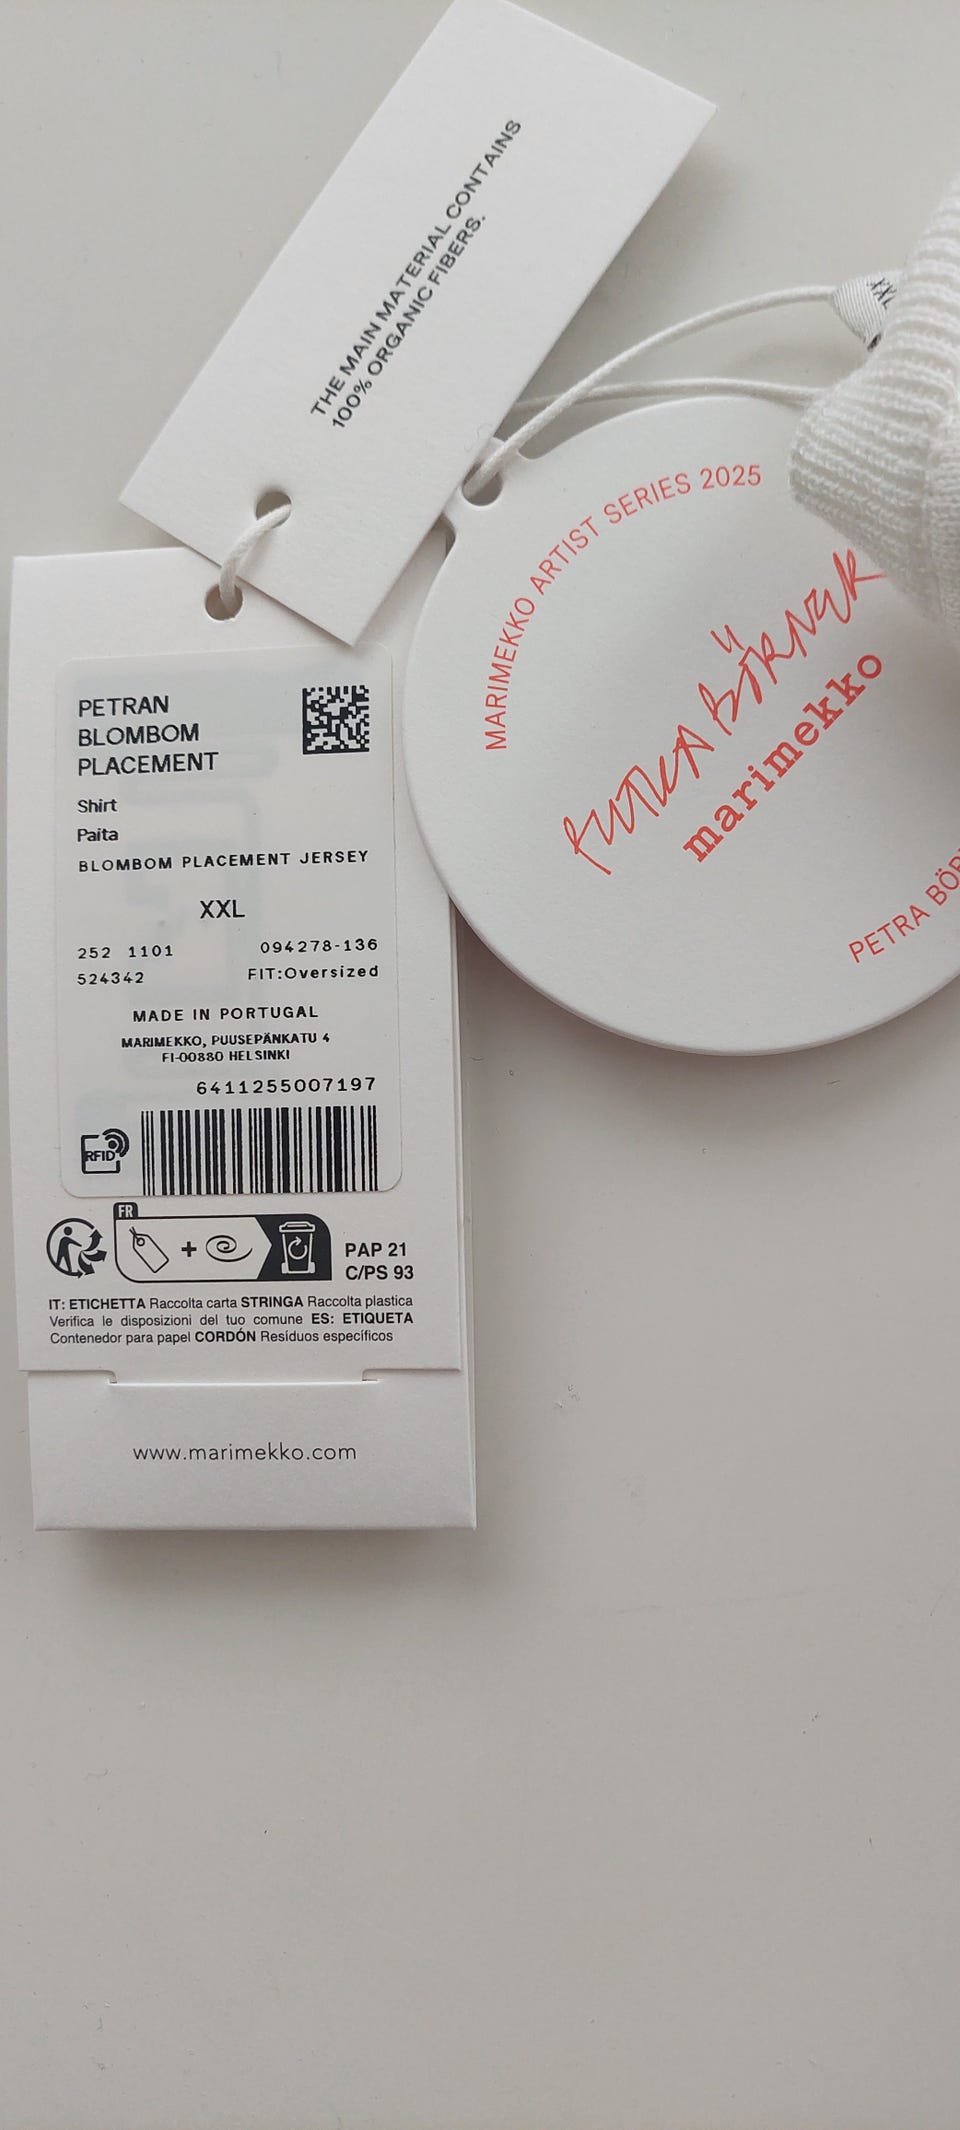 THE MAIN MATERIAL CONTAINS
100% ORGANIC FIBERS.
MARIMEKKO ARTIST SERIES 2025
marimekko
PETRA
PETRAN
BLOMBOM
PLACEMENT
Shirt
Paita
BLOMBOM PLACEMENT JERSEY
XXL
252 1101 094278-136
524342 FIT:Oversized
MADE IN PORTUGAL
MARIMEKKO, PUUSEPÄNKATU 4
FI-00880 HELSINKI
6411255007197
RFID
FR
PAP 21
C/PS 93
IT: ETICHETTA Raccolta carta STRINGA Raccolta plastica
Verifica le disposizioni del tuo comune ES: ETIQUETA
Contenedor para papel CORDÓN Resíduos específicos
www.marimekko.com